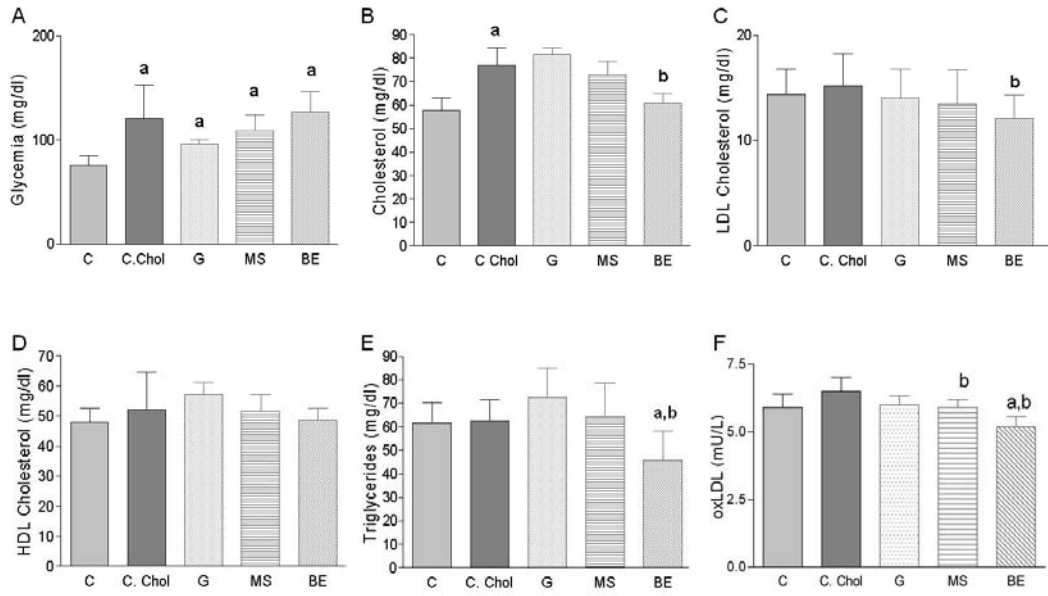 A
Glycemia (mg/dl)
200
100
0
a
a
a
a
C C.Chol G MS BE
B
Cholesterol (mg/dl)
90
80
70
60
50
40
30
20
10
0
a
b
C C Chol G MS BE
C
LDL Cholesterol (mg/dl)
20
10
0
b
C C. Chol G MS BE
D
HDL Cholesterol (mg/dl)
70
60
50
40
30
20
10
0
C C. Chol G MS BE
E
Triglycerides (mg/dl)
90
80
70
60
50
40
30
20
10
0
a,b
C C. Chol G MS BE
F
oxLDL (mU/L)
7.5
5.0
2.5
0.0
b
a,b
C C. Chol G MS BE